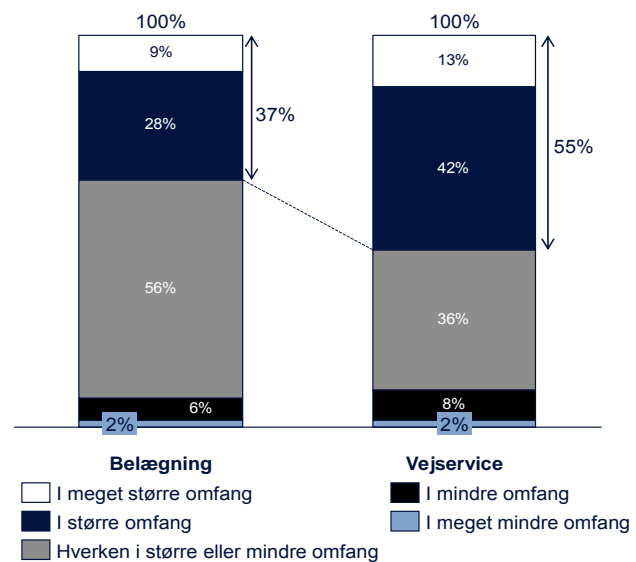 100%
100%
9%
13%
28%
37%
42%
55%
56%
36%
6%
8%
2%
2%
Belægning
Vejservice
I meget større omfang
I mindre omfang
I større omfang
I meget mindre omfang
Hverken i større eller mindre omfang